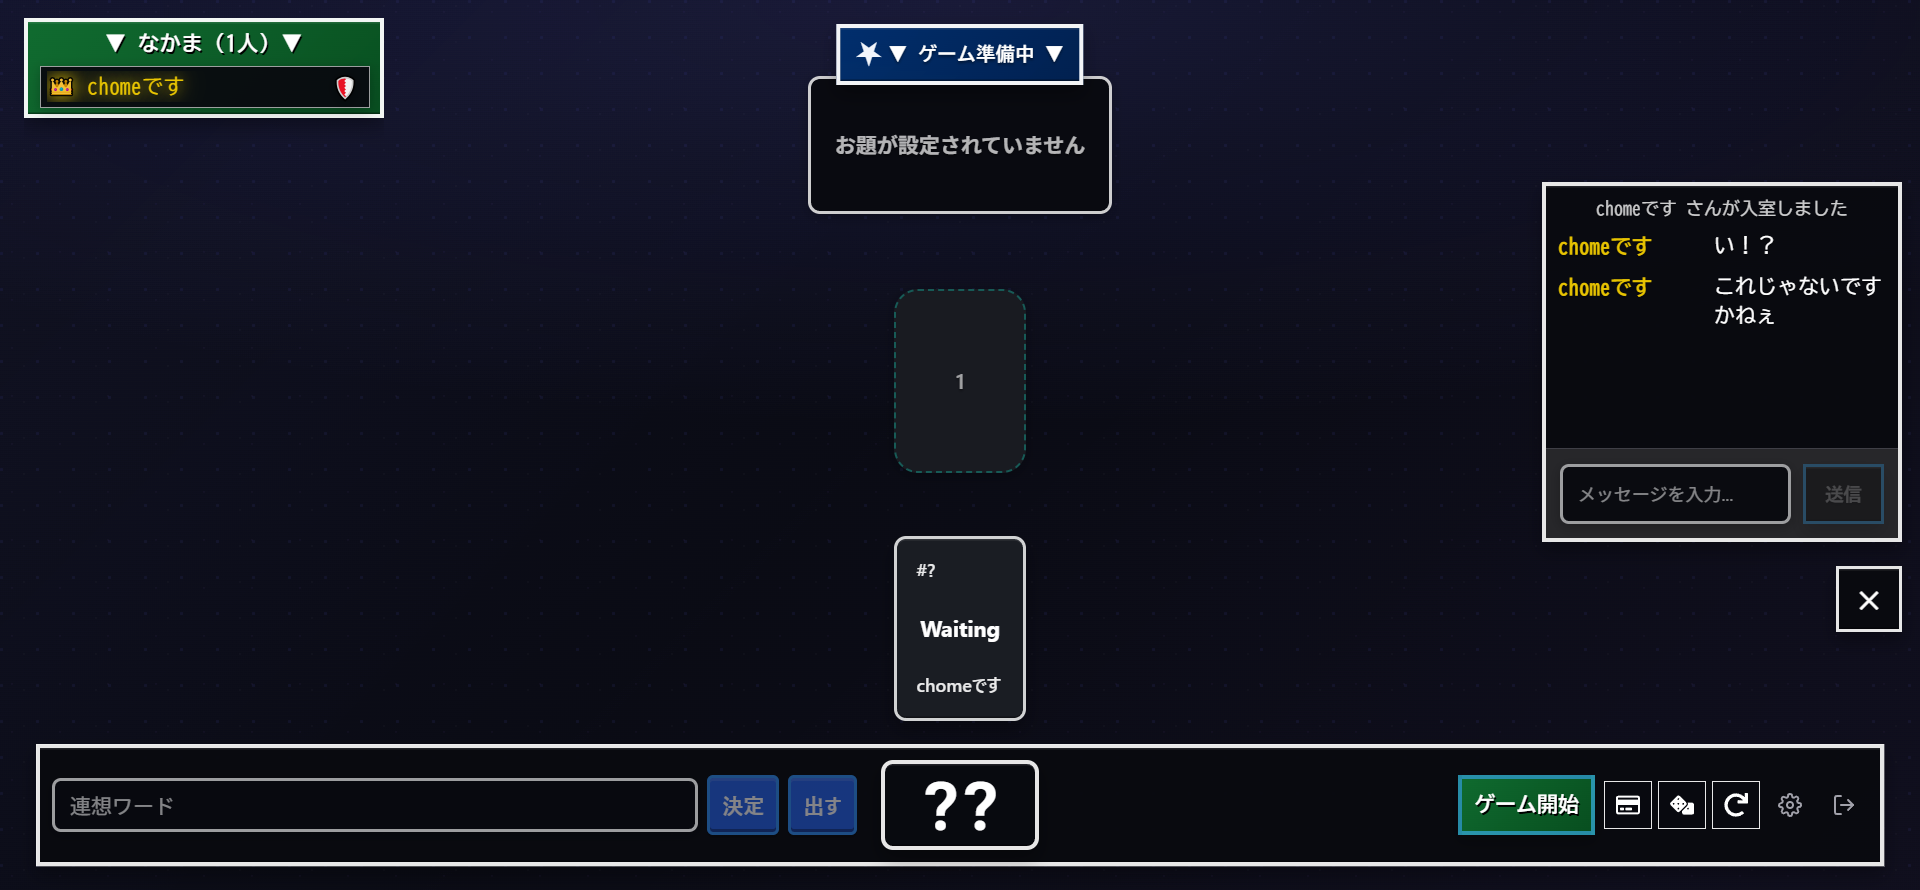 ▼ なかま（1人）▼
chomeです
▼ ゲーム準備中 ▼
お題が設定されていません
chomeです さんが入室しました
chomeです い！？
chomeです これじゃないです
かねぇ
メッセージを入力...
送信
1
#?
Waiting
chomeです
連想ワード
決定
出す
??
ゲーム開始